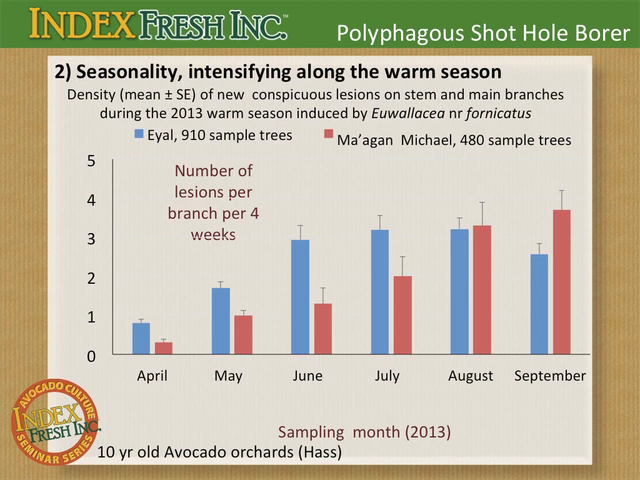 INDEX FRESH INC.™
Polyphagous Shot Hole Borer
2) Seasonality, intensifying along the warm season
Density (mean ± SE) of new conspicuous lesions on stem and main branches
during the 2013 warm season induced by Euwallacea nr fornicatus
Eyal, 910 sample trees
Ma’agan Michael, 480 sample trees
Number of
lesions per
branch per 4
weeks
5
4
3
2
1
0
April May June July August September
Sampling month (2013)
10 yr old Avocado orchards (Hass)
AVOCADO CULTURE
INDEX
FRESH INC.
SEMINAR SERIES